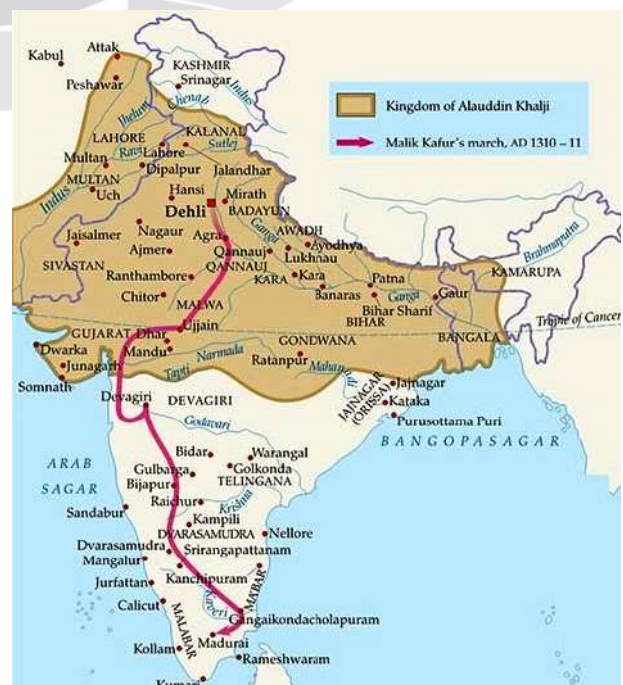 Kabul
Attak
Peshawar
KASHMIR
Srinagar
Indus
Chenab
Jhelum
Kingdom of Alauddin Khalji
Malik Kafur's march, AD 1310 – 11
LAHORE
KALANAL
Ravi
Lahore
Sutlej
Multan
Dipalpur
Jalandhar
MULTAN
Uch
Hansi
Mirath
Indus
Dehli
BADAYUN
Jaisalmer
Nagaur
Agra
Ganga
AWADH
Ayodhya
Ajmer
Qannauj
Lukhnau
Brahmaputra
SIVASTAN
QANNAUJ
Ranthambore
KARA
Kara
Patna
KAMARUPA
Chitor
MALWA
Banaras
Ganga
Gaur
Bihar Sharif
Ujjain
BIHAR
Tropic of Cancer
GUJARAT
Dhar
GONDWANA
BANGALA
Dwarka
Mandu
Narmada
Ratanpur
Junagarh
Tapti
Mahanadi
Somnath
JAJNAGAR
(ORISSA)
Jajnagar
Devagiri
DEVAGIRI
Kataka
Godavari
Purusottama Puri
BANGOPASAGAR
ARAB
SAGAR
Bidar
Warangal
Gulbarga
Golkonda
Bijapur
TELINGANA
Raichur
Krishna
Sandabur
Kampili
DVARASAMUDRA
Nellore
Dvarasamudra
Srirangapattanam
Mangalur
Kanchipuram
MA'BAR
Jurfattan
Kaveri
Calicut
Gangaikondacholapuram
MALABAR
Madurai
Kollam
Rameshwaram
Kumari